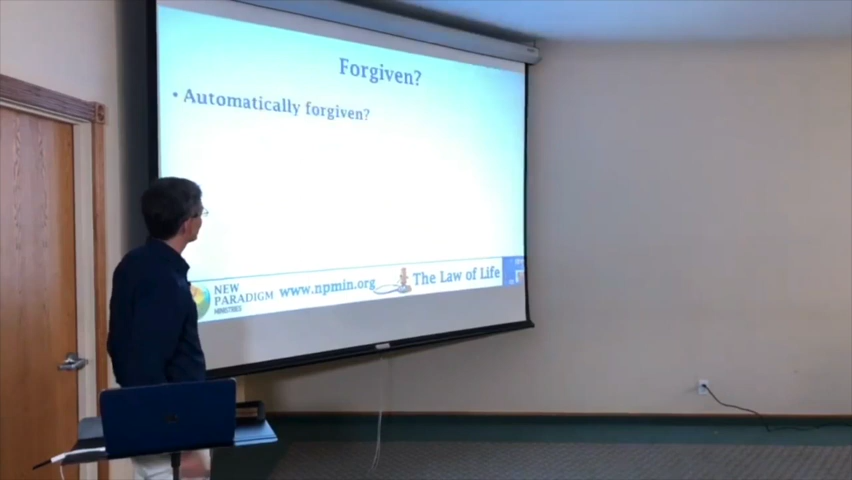 Forgiven?
• Automatically forgiven?
NEW
PARADIGM
MINISTRIES
www.npmin.org
The Law of Life